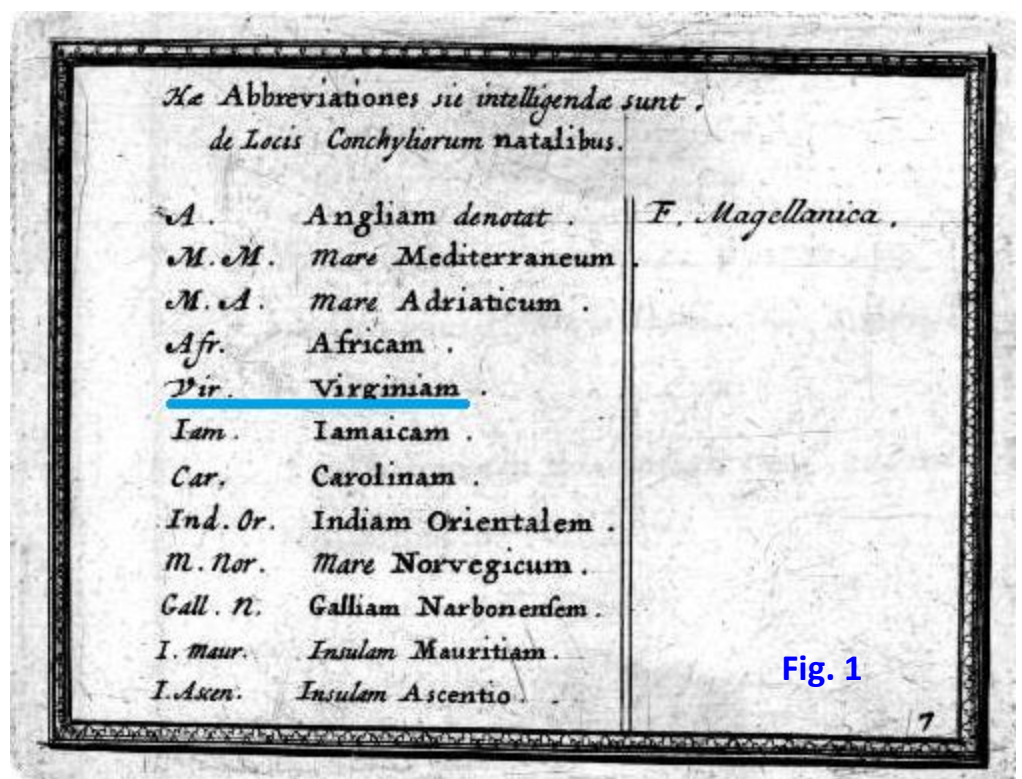 Hæ Abbreviationes sic intelligendæ sunt .
de Locis Conchyliorum natalibus.
A . Angliam denotat . F. Magellanica .
M. M. Mare Mediterraneum .
M. A. Mare Adriaticum .
Afr. Africam .
Vir . Virginiam .
Iam . Iamaicam .
Car. Carolinam .
Ind. Or. Indiam Orientalem .
M. Nor. Mare Norvegicum .
Gall . N. Galliam Narbonenſem .
I. Maur. Insulam Mauritiam .
I. Ascen. Insulam Ascentio .
Fig. 1
7